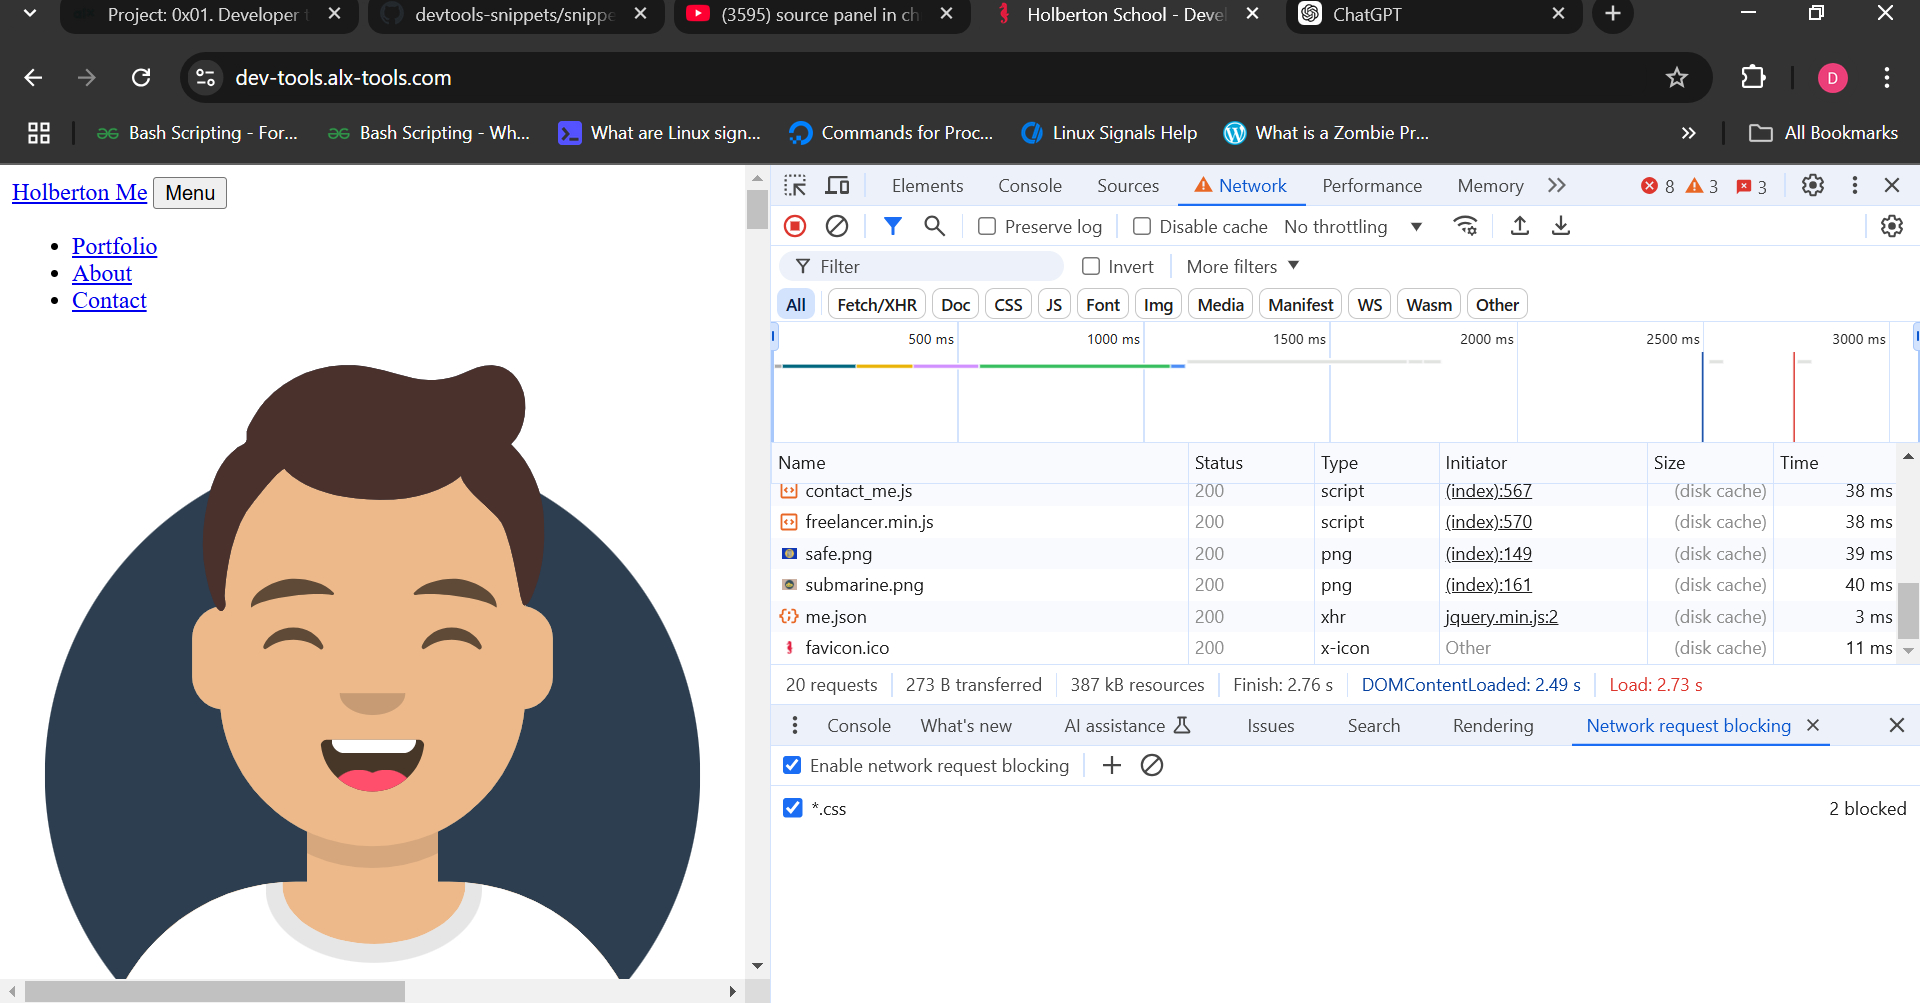 Project: 0x01. Developer t
devtools-snippets/snippe
(3595) source panel in ch
Holberton School - Devel
ChatGPT
dev-tools.alx-tools.com
D
Bash Scripting - For...
Bash Scripting - Wh...
What are Linux sign...
Commands for Proc...
Linux Signals Help
What is a Zombie Pr...
All Bookmarks
Holberton Me Menu
Portfolio
About
Contact
Elements Console Sources Network Performance Memory 8 3 3
Preserve log Disable cache No throttling
Filter Invert More filters
All Fetch/XHR Doc CSS JS Font Img Media Manifest WS Wasm Other
500 ms 1000 ms 1500 ms 2000 ms 2500 ms 3000 ms
Name Status Type Initiator Size Time
contact_me.js 200 script (index):567 (disk cache) 38 ms
freelancer.min.js 200 script (index):570 (disk cache) 38 ms
safe.png 200 png (index):149 (disk cache) 39 ms
submarine.png 200 png (index):161 (disk cache) 40 ms
me.json 200 xhr jquery.min.js:2 (disk cache) 3 ms
favicon.ico 200 x-icon Other (disk cache) 11 ms
20 requests 273 B transferred 387 kB resources Finish: 2.76 s DOMContentLoaded: 2.49 s Load: 2.73 s
Console What's new AI assistance Issues Search Rendering Network request blocking
Enable network request blocking
*.css 2 blocked